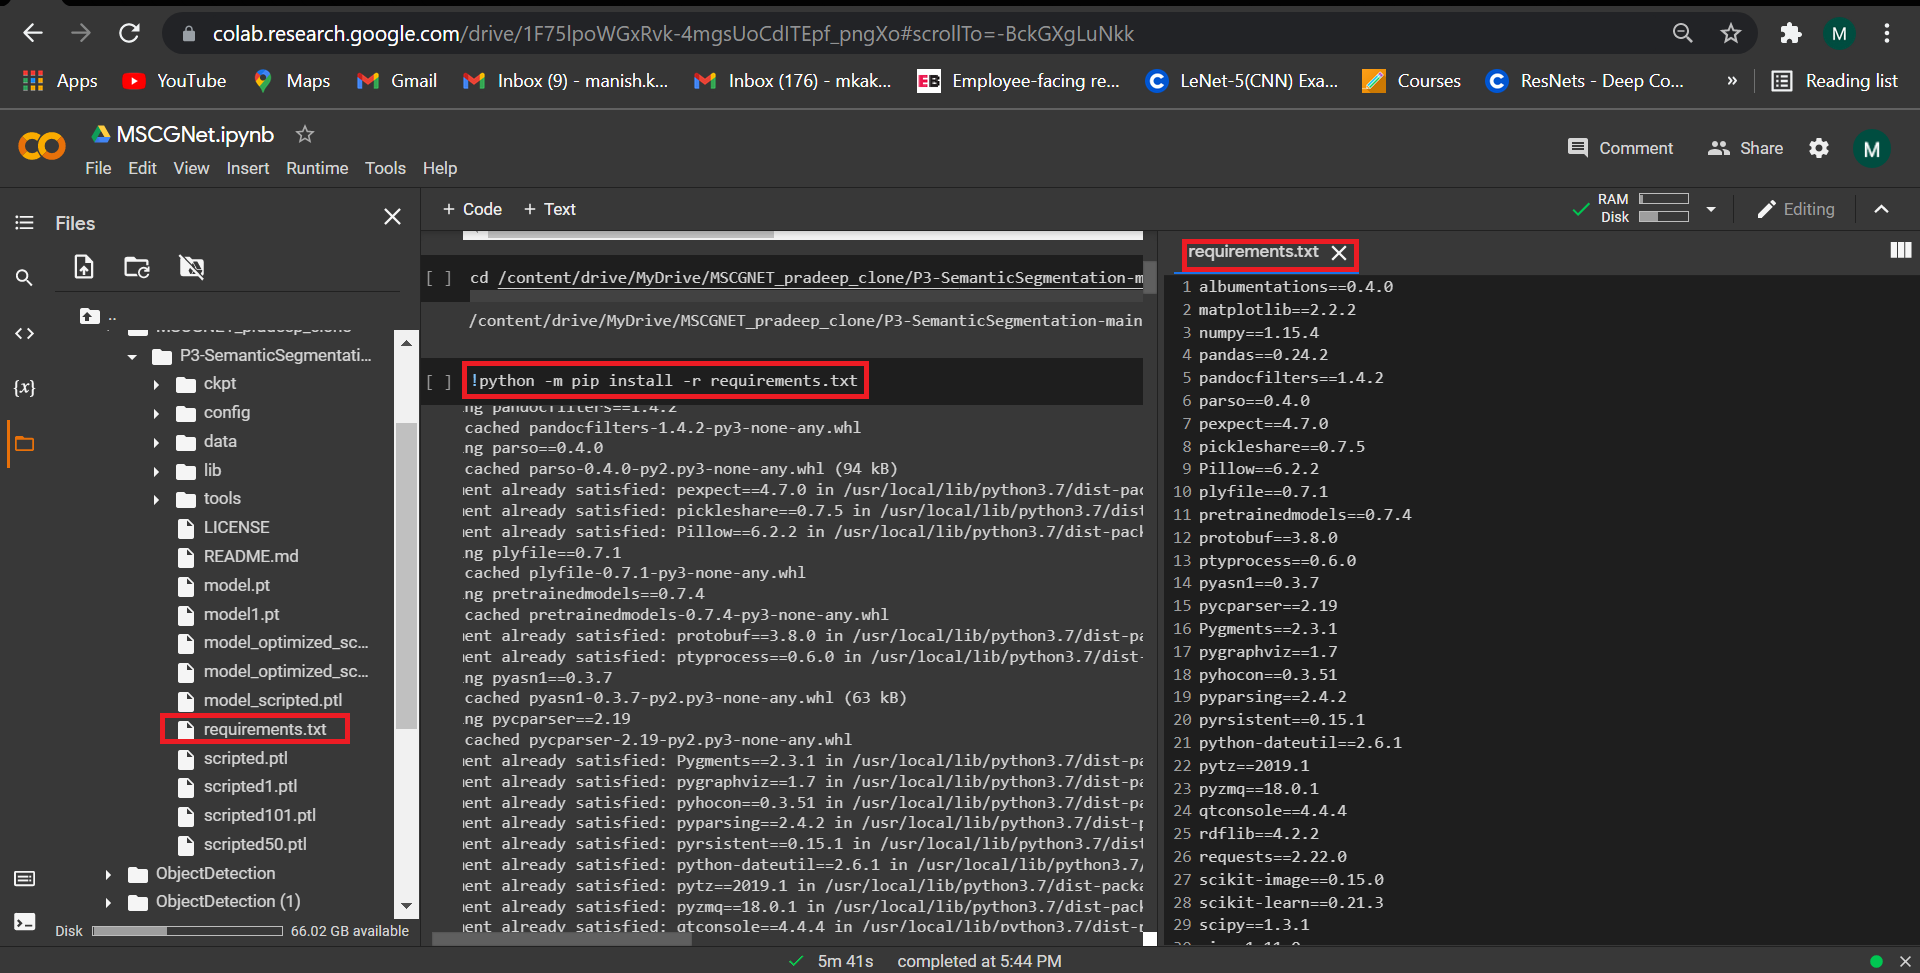 colab.research.google.com/drive/1F75lpoWGxRvk-4mgsUoCdITEpf_pngXo#scrollTo=-BckGXgLuNkk
M
Apps
YouTube
Maps
Gmail
Inbox (9) - manish.k...
Inbox (176) - mkak...
EB Employee-facing re...
C LeNet-5(CNN) Exa...
Courses
C ResNets - Deep Co...
»
Reading list
MSCGNet.ipynb
File Edit View Insert Runtime Tools Help
Comment
Share
M
Files
+ Code + Text
RAM
Disk
Editing
..
P3-SemanticSegmentati...
ckpt
config
data
lib
tools
LICENSE
README.md
model.pt
model1.pt
model_optimized_sc...
model_optimized_sc...
model_scripted.ptl
requirements.txt
scripted.ptl
scripted1.ptl
scripted101.ptl
scripted50.ptl
ObjectDetection
ObjectDetection (1)
Disk 66.02 GB available
{x}
[ ] cd /content/drive/MyDrive/MSCGNET_pradeep_clone/P3-SemanticSegmentation-m
/content/drive/MyDrive/MSCGNET_pradeep_clone/P3-SemanticSegmentation-main
[ ] !python -m pip install -r requirements.txt
ng pandocfilters==1.4.2
cached pandocfilters-1.4.2-py3-none-any.whl
ng parso==0.4.0
cached parso-0.4.0-py2.py3-none-any.whl (94 kB)
ent already satisfied: pexpect==4.7.0 in /usr/local/lib/python3.7/dist-pac
ent already satisfied: pickleshare==0.7.5 in /usr/local/lib/python3.7/dist
ent already satisfied: Pillow==6.2.2 in /usr/local/lib/python3.7/dist-pack
ng plyfile==0.7.1
cached plyfile-0.7.1-py3-none-any.whl
ng pretrainedmodels==0.7.4
cached pretrainedmodels-0.7.4-py3-none-any.whl
ent already satisfied: protobuf==3.8.0 in /usr/local/lib/python3.7/dist-pa
ent already satisfied: ptyprocess==0.6.0 in /usr/local/lib/python3.7/dist-
ng pyasn1==0.3.7
cached pyasn1-0.3.7-py2.py3-none-any.whl (63 kB)
ng pycparser==2.19
cached pycparser-2.19-py2.py3-none-any.whl
ent already satisfied: Pygments==2.3.1 in /usr/local/lib/python3.7/dist-pa
ent already satisfied: pygraphviz==1.7 in /usr/local/lib/python3.7/dist-pa
ent already satisfied: pyhocon==0.3.51 in /usr/local/lib/python3.7/dist-pa
ent already satisfied: pyparsing==2.4.2 in /usr/local/lib/python3.7/dist-p
ent already satisfied: pyrsistent==0.15.1 in /usr/local/lib/python3.7/dist
ent already satisfied: python-dateutil==2.6.1 in /usr/local/lib/python3.7/
ent already satisfied: pytz==2019.1 in /usr/local/lib/python3.7/dist-packa
ent already satisfied: pyzmq==18.0.1 in /usr/local/lib/python3.7/dist-pack
ent already satisfied: qtconsole==4.4.4 in /usr/local/lib/python3.7/dist-p
requirements.txt
1 albumentations==0.4.0
2 matplotlib==2.2.2
3 numpy==1.15.4
4 pandas==0.24.2
5 pandocfilters==1.4.2
6 parso==0.4.0
7 pexpect==4.7.0
8 pickleshare==0.7.5
9 Pillow==6.2.2
10 plyfile==0.7.1
11 pretrainedmodels==0.7.4
12 protobuf==3.8.0
13 ptyprocess==0.6.0
14 pyasn1==0.3.7
15 pycparser==2.19
16 Pygments==2.3.1
17 pygraphviz==1.7
18 pyhocon==0.3.51
19 pyparsing==2.4.2
20 pyrsistent==0.15.1
21 python-dateutil==2.6.1
22 pytz==2019.1
23 pyzmq==18.0.1
24 qtconsole==4.4.4
25 rdflib==4.2.2
26 requests==2.22.0
27 scikit-image==0.15.0
28 scikit-learn==0.21.3
29 scipy==1.3.1
5m 41s completed at 5:44 PM